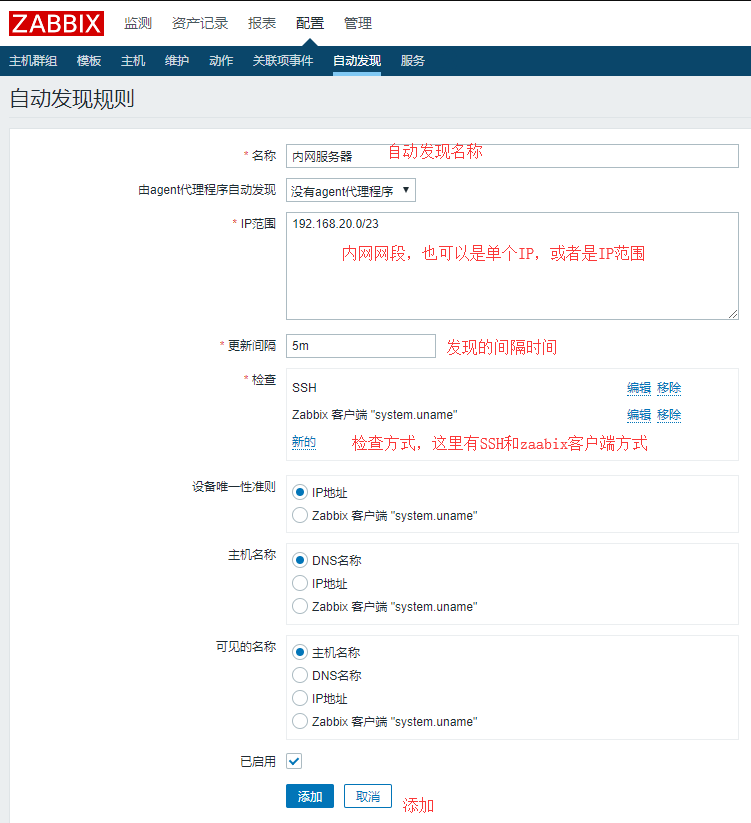 ZABBIX 监测 资产记录 报表 配置 管理
主机群组 模板 主机 维护 动作 关联项事件 自动发现 服务
自动发现规则
* 名称 内网服务器 自动发现名称
由agent代理程序自动发现 没有agent代理程序
* IP范围 192.168.20.0/23
内网网段，也可以是单个IP，或者是IP范围
* 更新间隔 5m 发现的间隔时间
* 检查 SSH 编辑 移除
Zabbix 客户端 "system.uname" 编辑 移除
新的 检查方式，这里有SSH和zaabix客户端方式
设备唯一性准则 IP地址
Zabbix 客户端 "system.uname"
主机名称 DNS名称
IP地址
Zabbix 客户端 "system.uname"
可见的名称 主机名称
DNS名称
IP地址
Zabbix 客户端 "system.uname"
已启用
添加 取消 添加